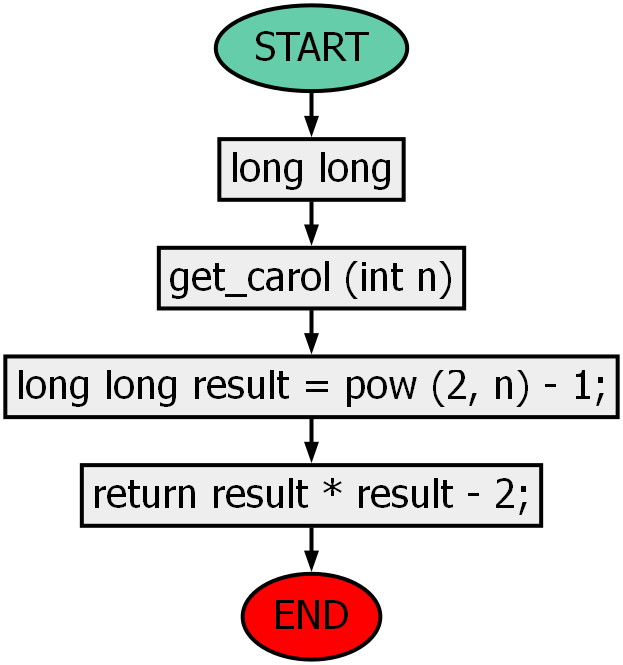 START
long long
get_carol (int n)
long long result = pow (2, n) - 1;
return result * result - 2;
END